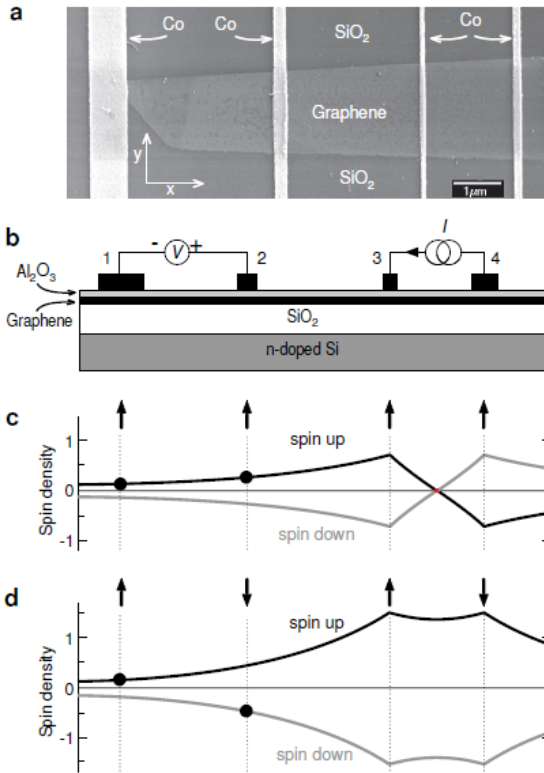 a
Co Co SiO₂ Co
Graphene
y
x
SiO₂
1μm
b
1 - V + 2 3 I 4
Al₂O₃
Graphene
SiO₂
n-doped Si
c
Spin density
1
0
-1
spin up
spin down
d
Spin density
1
0
-1
spin up
spin down